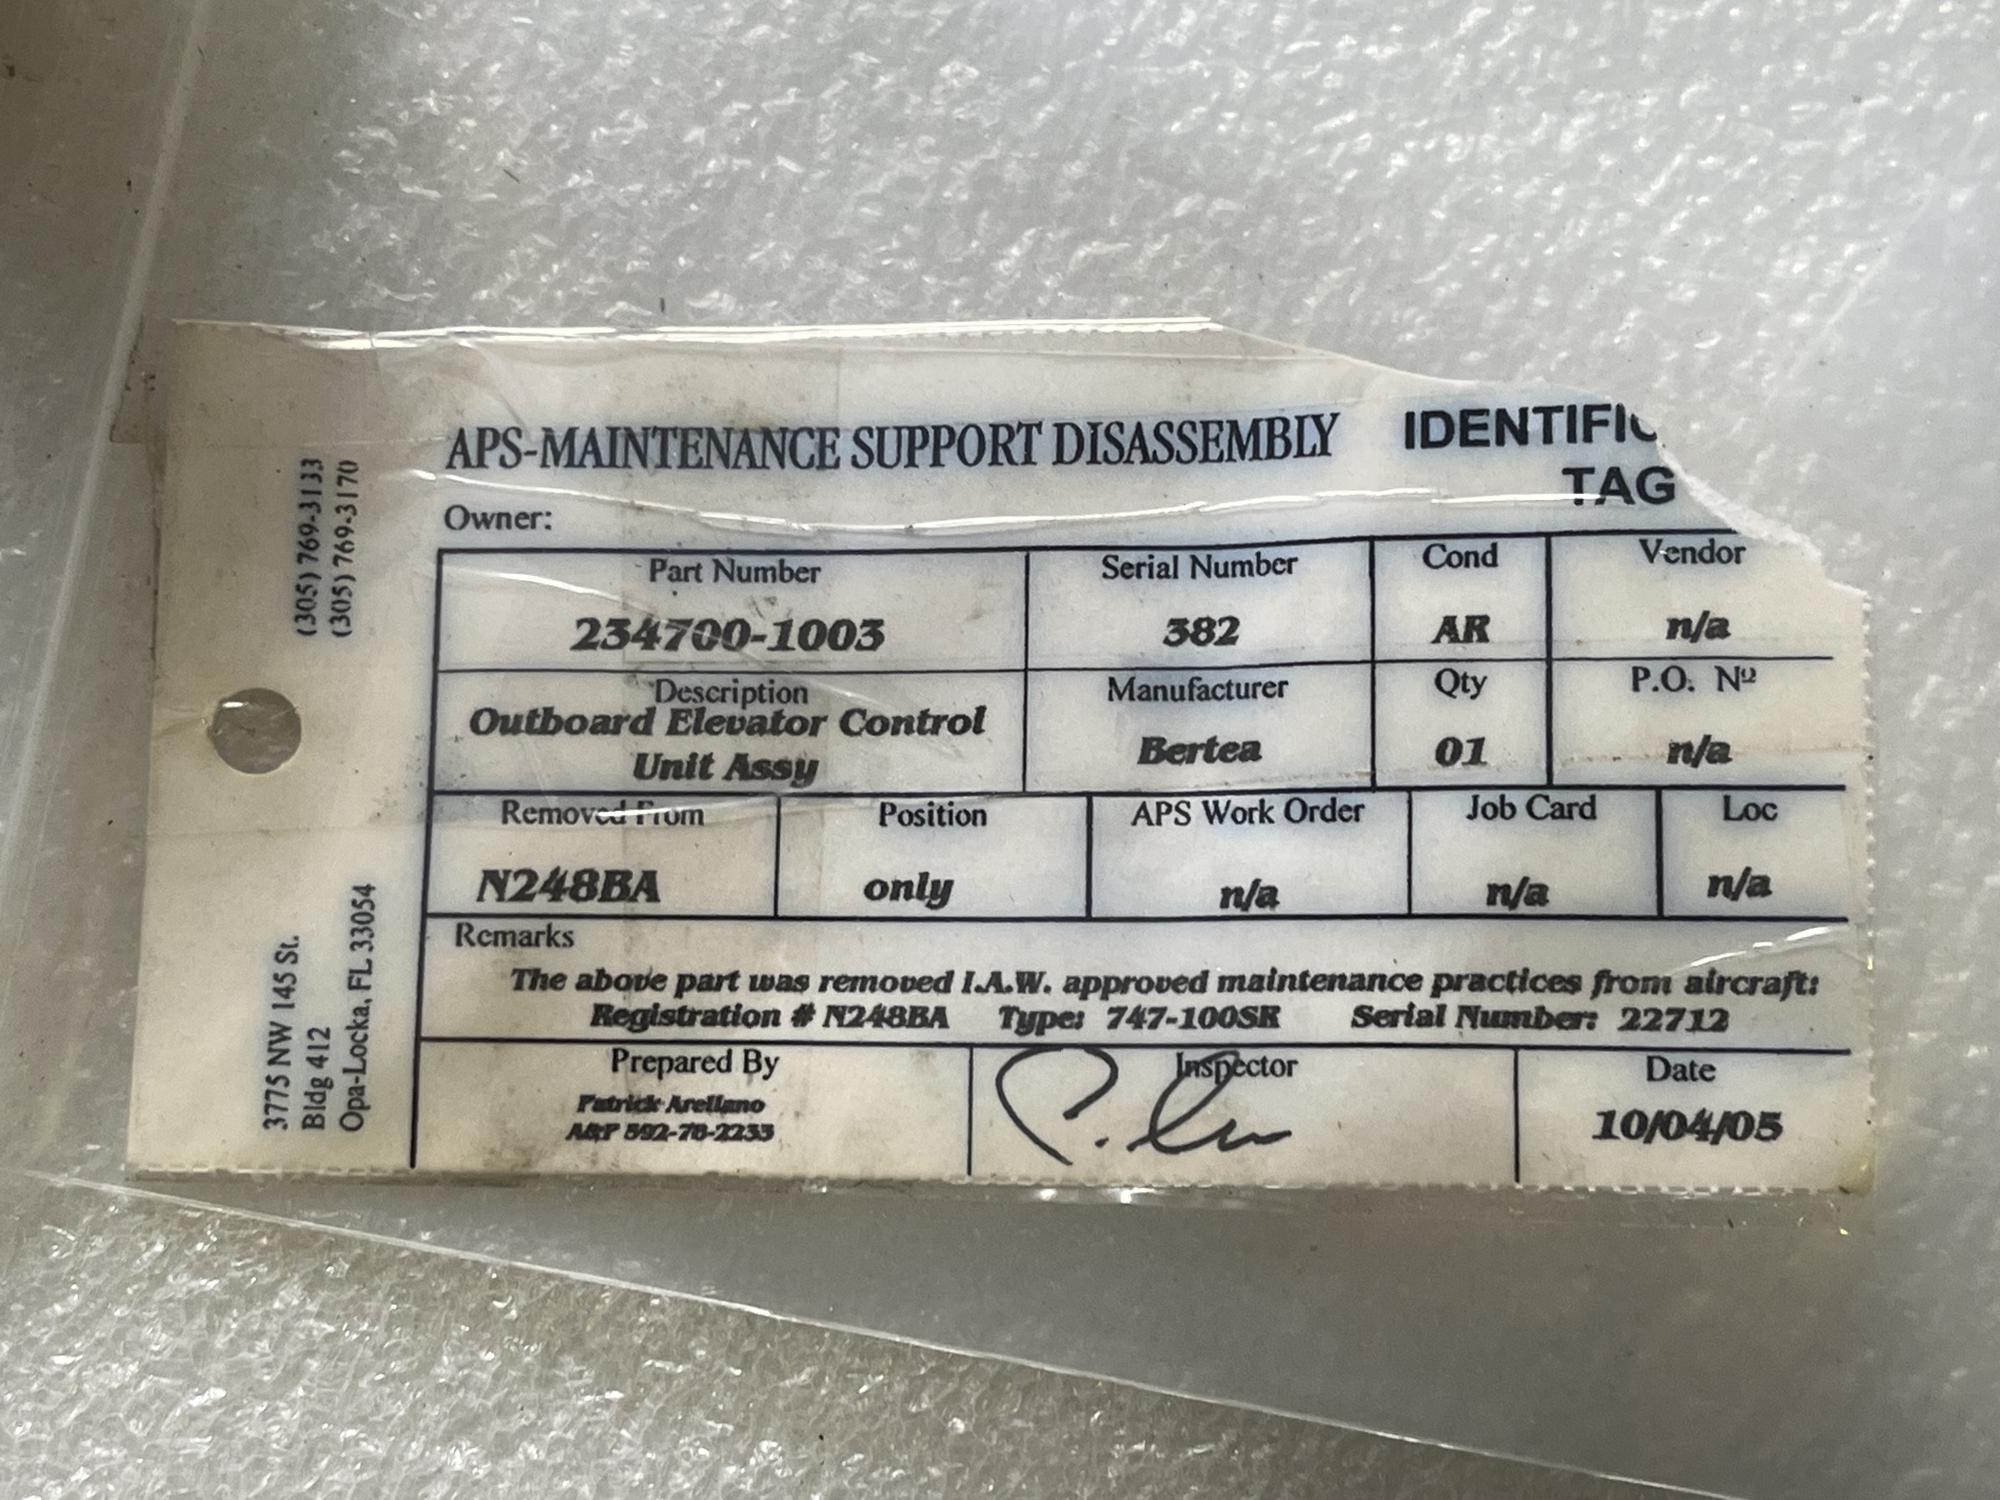 APS-MAINTENANCE SUPPORT DISASSEMBLY
IDENTIFIC
TAG
Owner:
Part Number
234700-1003
Serial Number
382
Cond
AR
Vendor
n/a
Description
Outboard Elevator Control
Unit Assy
Manufacturer
Bertea
Qty
01
P.O. Nº
n/a
Removed From
N248BA
Position
only
APS Work Order
n/a
Job Card
n/a
Loc
n/a
Remarks
The above part was removed I.A.W. approved maintenance practices from aircraft:
Registration # N248BA Type: 747-100SR Serial Number: 22712
Prepared By
Patrick Arellano
A&P 592-78-2233
Inspector
Date
10/04/05
(305) 769-3133
(305) 769-3170
3775 NW 145 St.
Bldg 412
Opa-Locka, FL 33054